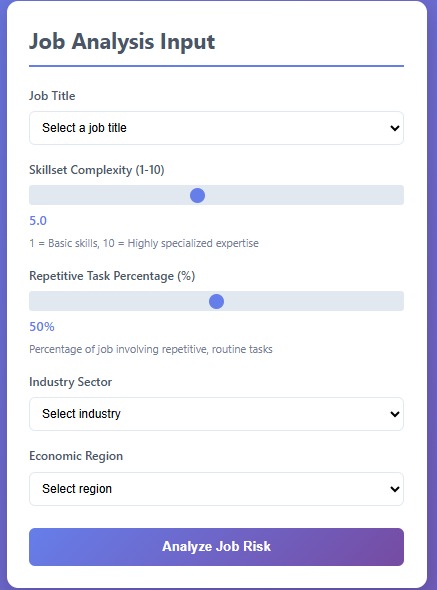 Job Analysis Input
Job Title
Select a job title
Skillset Complexity (1-10)
5.0
1 = Basic skills, 10 = Highly specialized expertise
Repetitive Task Percentage (%)
50%
Percentage of job involving repetitive, routine tasks
Industry Sector
Select industry
Economic Region
Select region
Analyze Job Risk